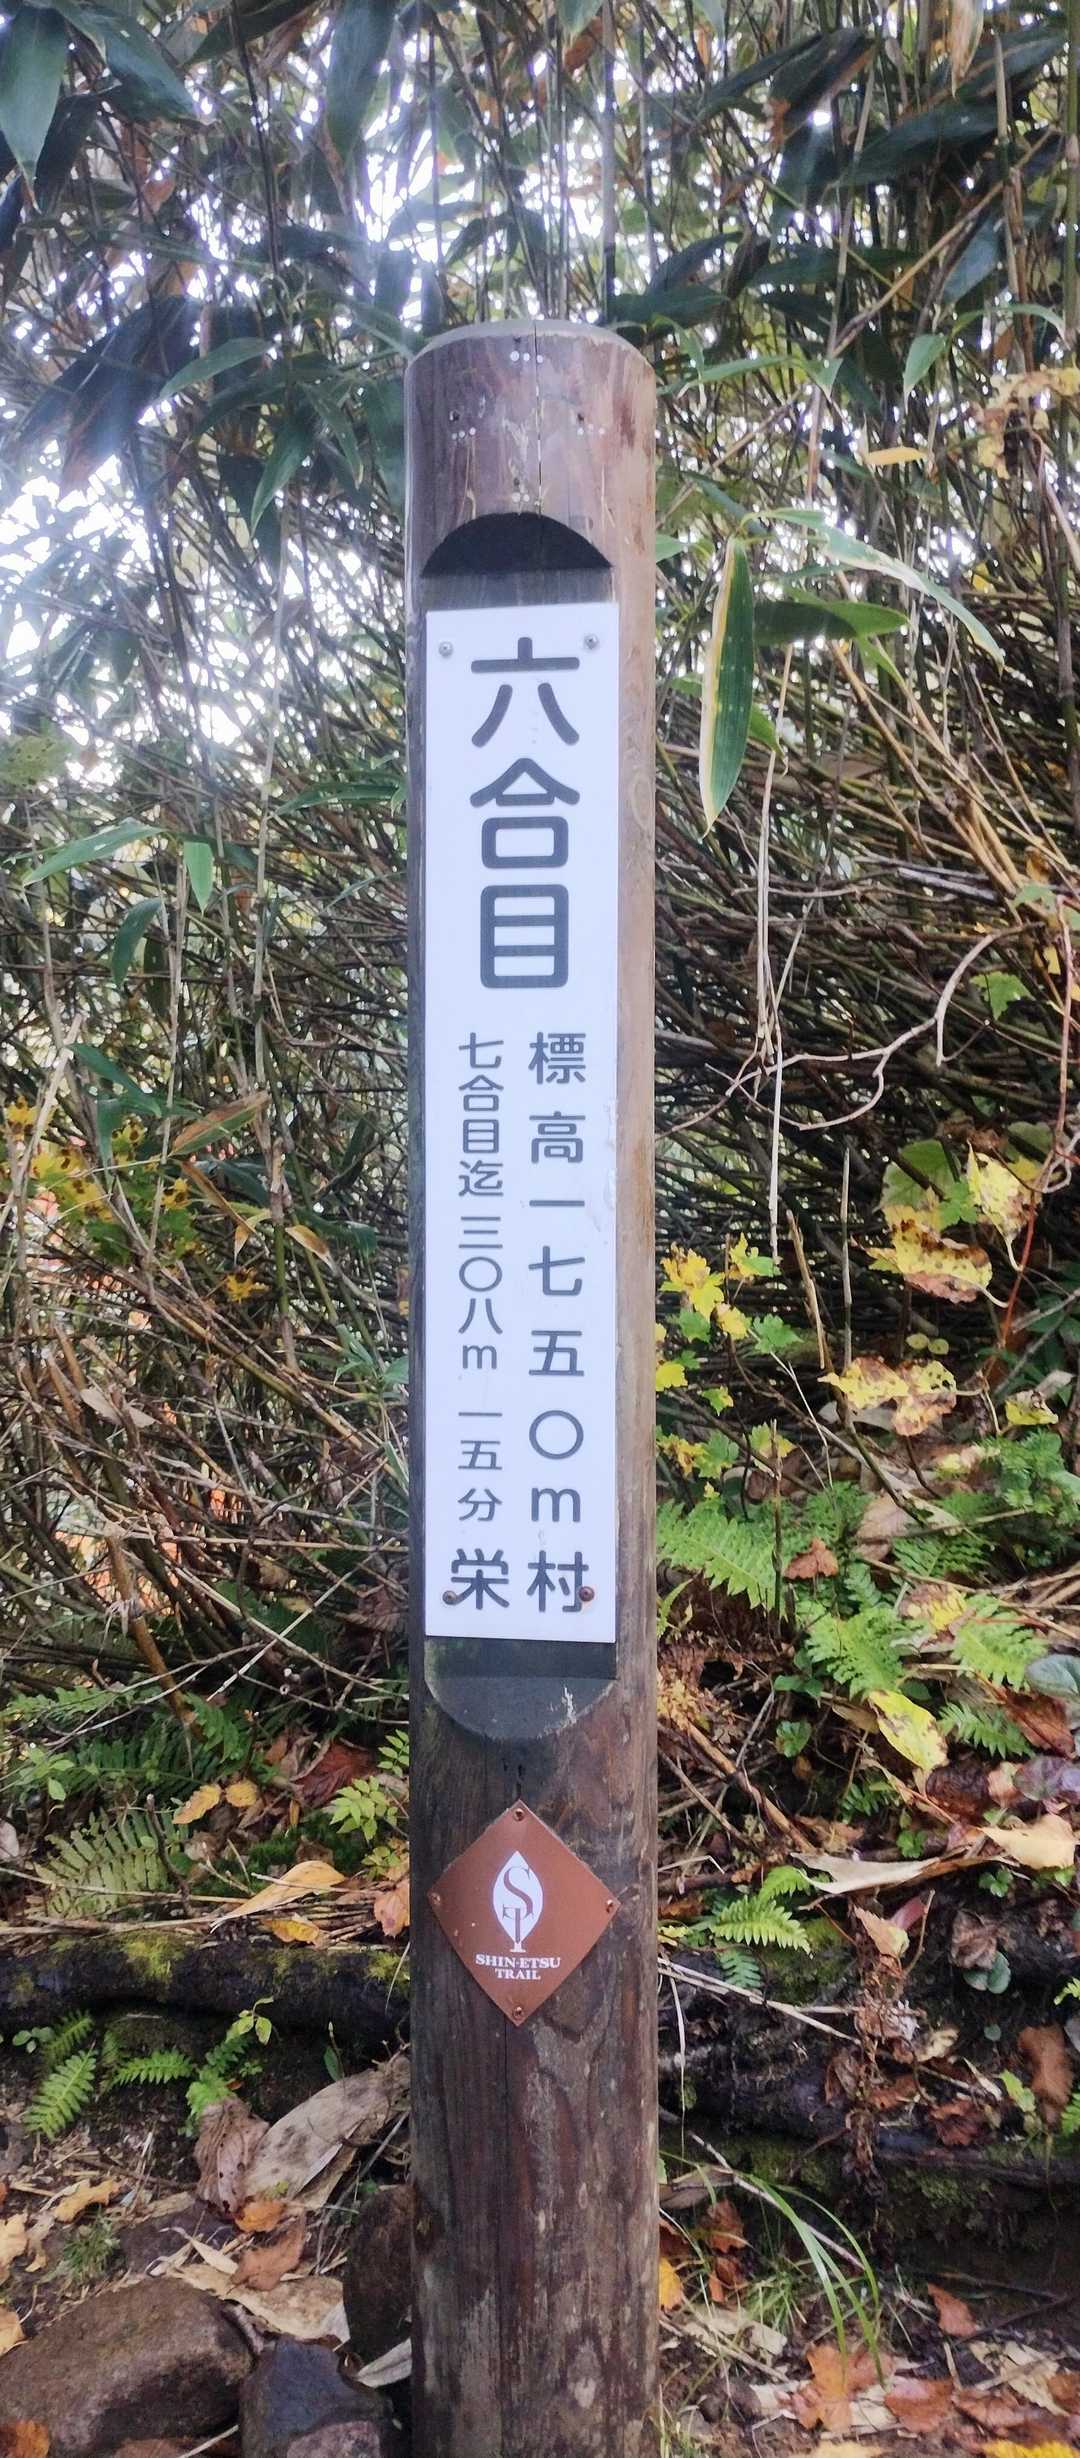 六合目
標高一七五〇m
七合目迄 三〇八m 一五分
栄村
ST
SHIN-ETSU
TRAIL